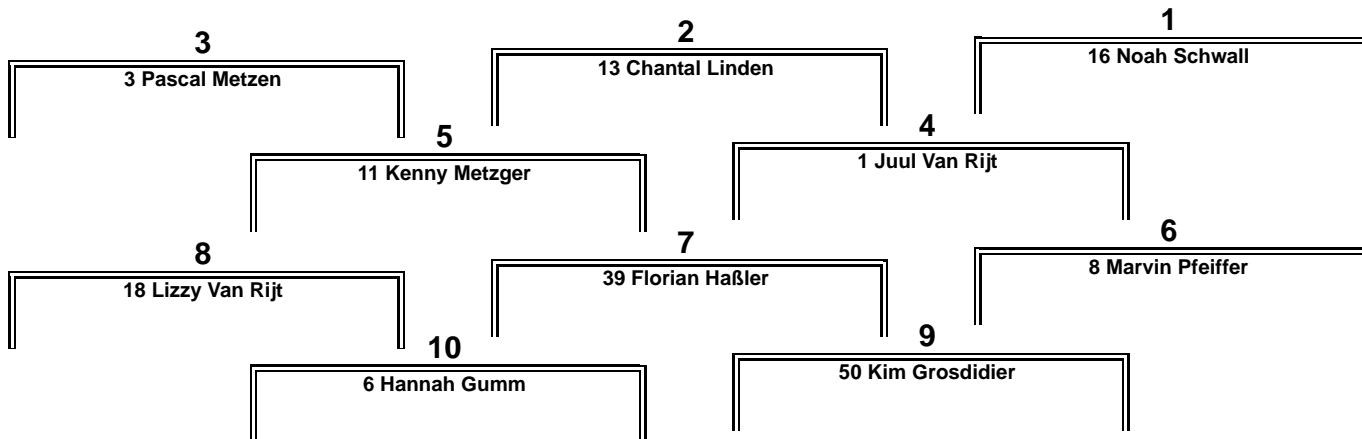 3
3 Pascal Metzen
2
13 Chantal Linden
1
16 Noah Schwall
5
11 Kenny Metzger
4
1 Juul Van Rijt
8
18 Lizzy Van Rijt
7
39 Florian Haßler
6
8 Marvin Pfeiffer
10
6 Hannah Gumm
9
50 Kim Grosdidier